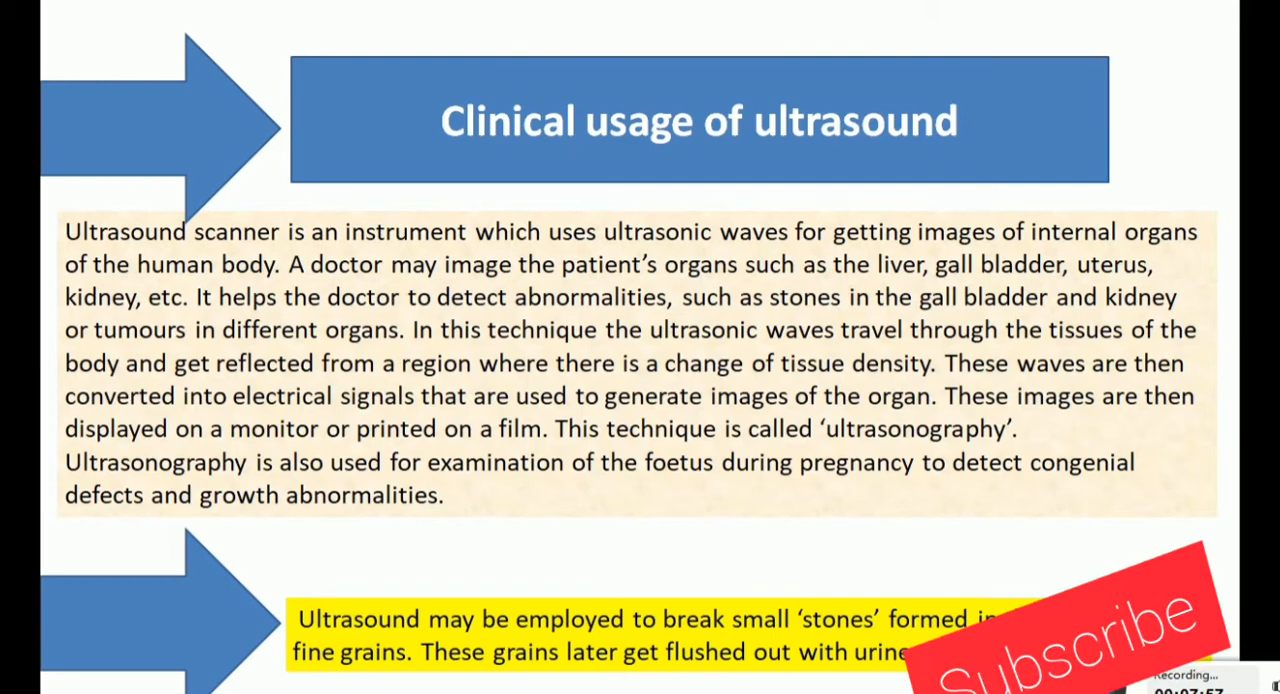 Clinical usage of ultrasound
Ultrasound scanner is an instrument which uses ultrasonic waves for getting images of internal organs
of the human body. A doctor may image the patient’s organs such as the liver, gall bladder, uterus,
kidney, etc. It helps the doctor to detect abnormalities, such as stones in the gall bladder and kidney
or tumours in different organs. In this technique the ultrasonic waves travel through the tissues of the
body and get reflected from a region where there is a change of tissue density. These waves are then
converted into electrical signals that are used to generate images of the organ. These images are then
displayed on a monitor or printed on a film. This technique is called ‘ultrasonography’.
Ultrasonography is also used for examination of the foetus during pregnancy to detect congenial
defects and growth abnormalities.
Ultrasound may be employed to break small ‘stones’ formed
fine grains. These grains later get flushed out with urine
Subscribe
Recording...